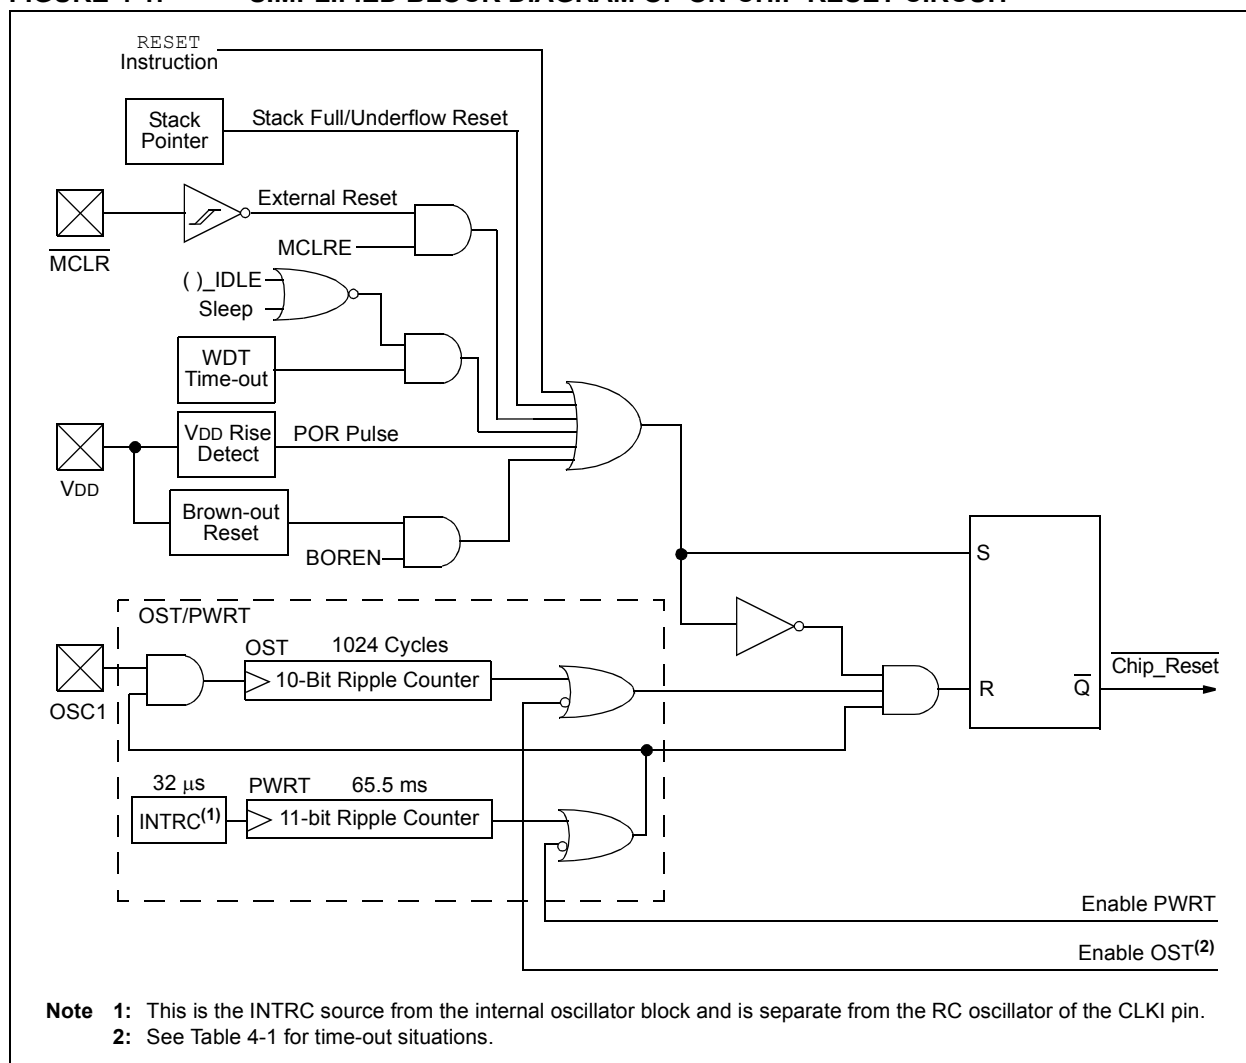 RESET
Instruction
Stack
Pointer
Stack Full/Underflow Reset
External Reset
MCLR
MCLRE
( )_IDLE
Sleep
WDT
Time-out
VDD
VDD Rise
Detect
POR Pulse
Brown-out
Reset
BOREN
S
OST/PWRT
OST 1024 Cycles
10-Bit Ripple Counter
OSC1
R
Q
Chip_Reset
32 μs
INTRC(1)
PWRT 65.5 ms
11-bit Ripple Counter
Enable PWRT
Enable OST(2)
Note 1: This is the INTRC source from the internal oscillator block and is separate from the RC oscillator of the CLKI pin.
2: See Table 4-1 for time-out situations.